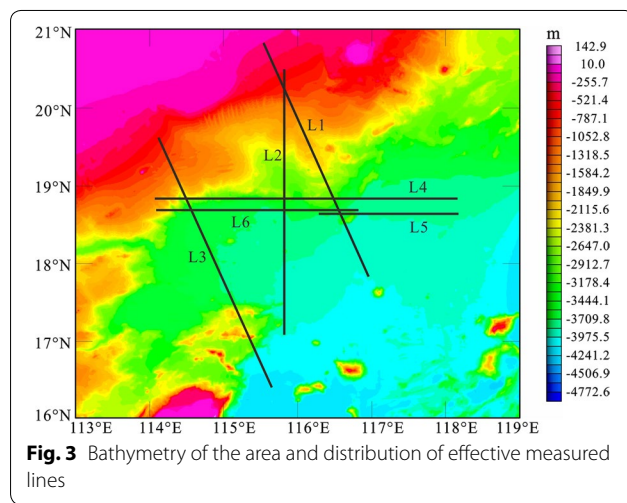 21°N
20°N
19°N
18°N
17°N
16°N
113°E 114°E 115°E 116°E 117°E 118°E 119°E
L1
L2
L4
L6
L5
L3
m
142.9
10.0
-255.7
-521.4
-787.1
-1052.8
-1318.5
-1584.2
-1849.9
-2115.6
-2381.3
-2647.0
-2912.7
-3178.4
-3444.1
-3709.8
-3975.5
-4241.2
-4506.9
-4772.6
Fig. 3 Bathymetry of the area and distribution of effective measured
lines